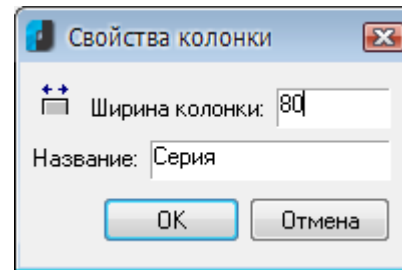 Свойства колонки
Ширина колонки: 80
Название: Серия
OK Отмена